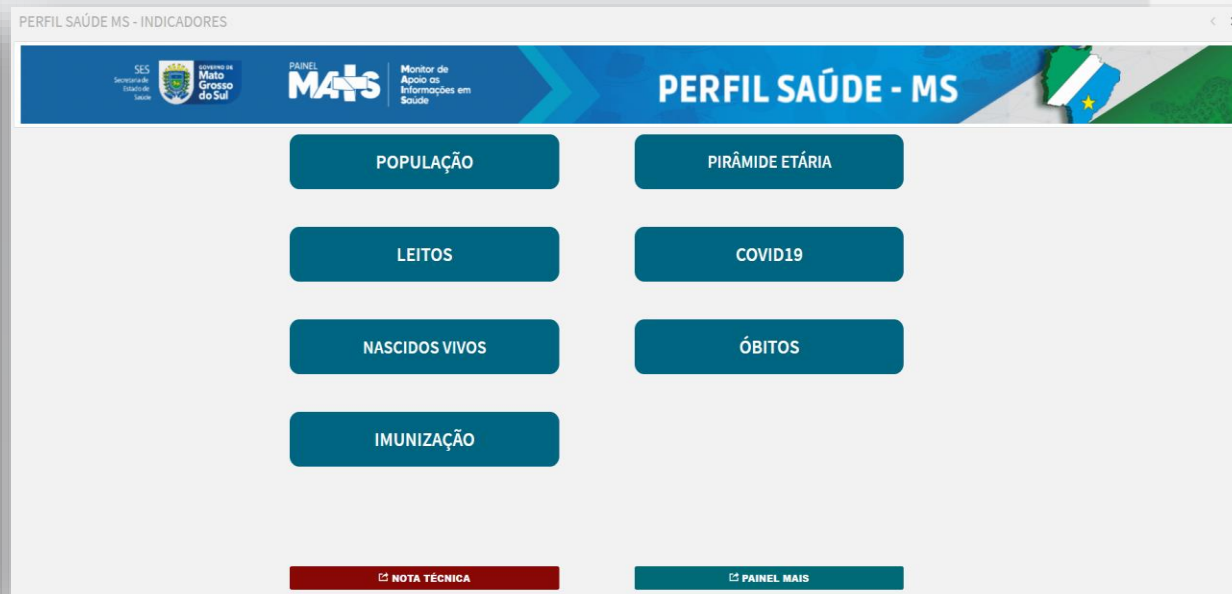 PERFIL SAÚDE MS - INDICADORES
SES
Secretaria de
Estado de
Saúde
GOVERNO DE
Mato
Grosso
do Sul
PAINEL
MAIS
Monitor de
Apoio as
Informações em
Saúde
PERFIL SAÚDE - MS
POPULAÇÃO
PIRÂMIDE ETÁRIA
LEITOS
COVID19
NASCIDOS VIVOS
ÓBITOS
IMUNIZAÇÃO
NOTA TÉCNICA
PAINEL MAIS